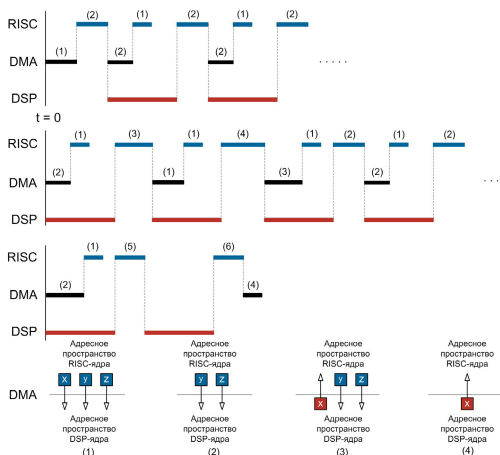 RISC (2) (1) (2) (1) (2)
DMA (1) (2) (2) . . . . .
DSP
t = 0
RISC (1) (3) (1) (4) (1) (2) (1) (2)
DMA (2) (1) (3) (2) . . .
DSP
RISC (1) (5) (6)
DMA (2) (4)
DSP
Адресное Адресное Адресное Адресное
пространство пространство пространство пространство
RISC-ядра RISC-ядра RISC-ядра RISC-ядра
DMA x y z y z x y z x
Адресное Адресное Адресное Адресное
пространство пространство пространство пространство
DSP-ядра DSP-ядра DSP-ядра DSP-ядра
(1) (2) (3) (4)